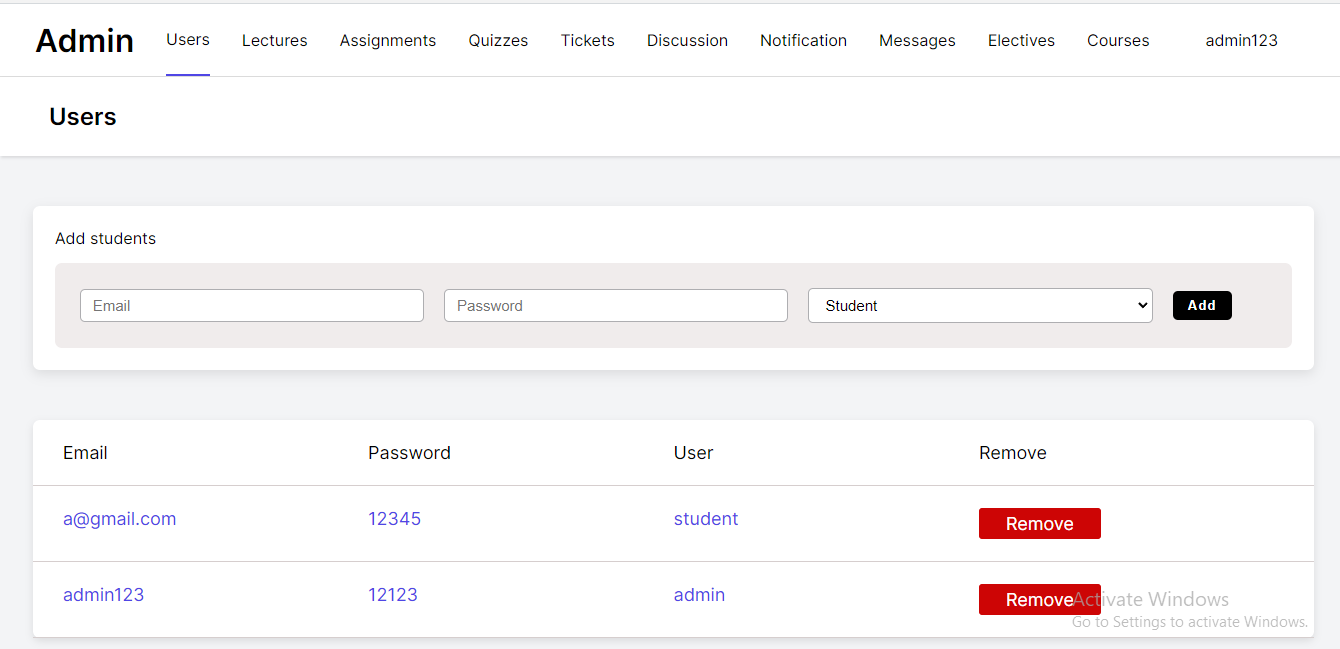 Admin Users Lectures Assignments Quizzes Tickets Discussion Notification Messages Electives Courses admin123
Users
Add students
Email Password Student Add
Email Password User Remove
a@gmail.com 12345 student Remove
admin123 12123 admin Remove
Activate Windows
Go to Settings to activate Windows.